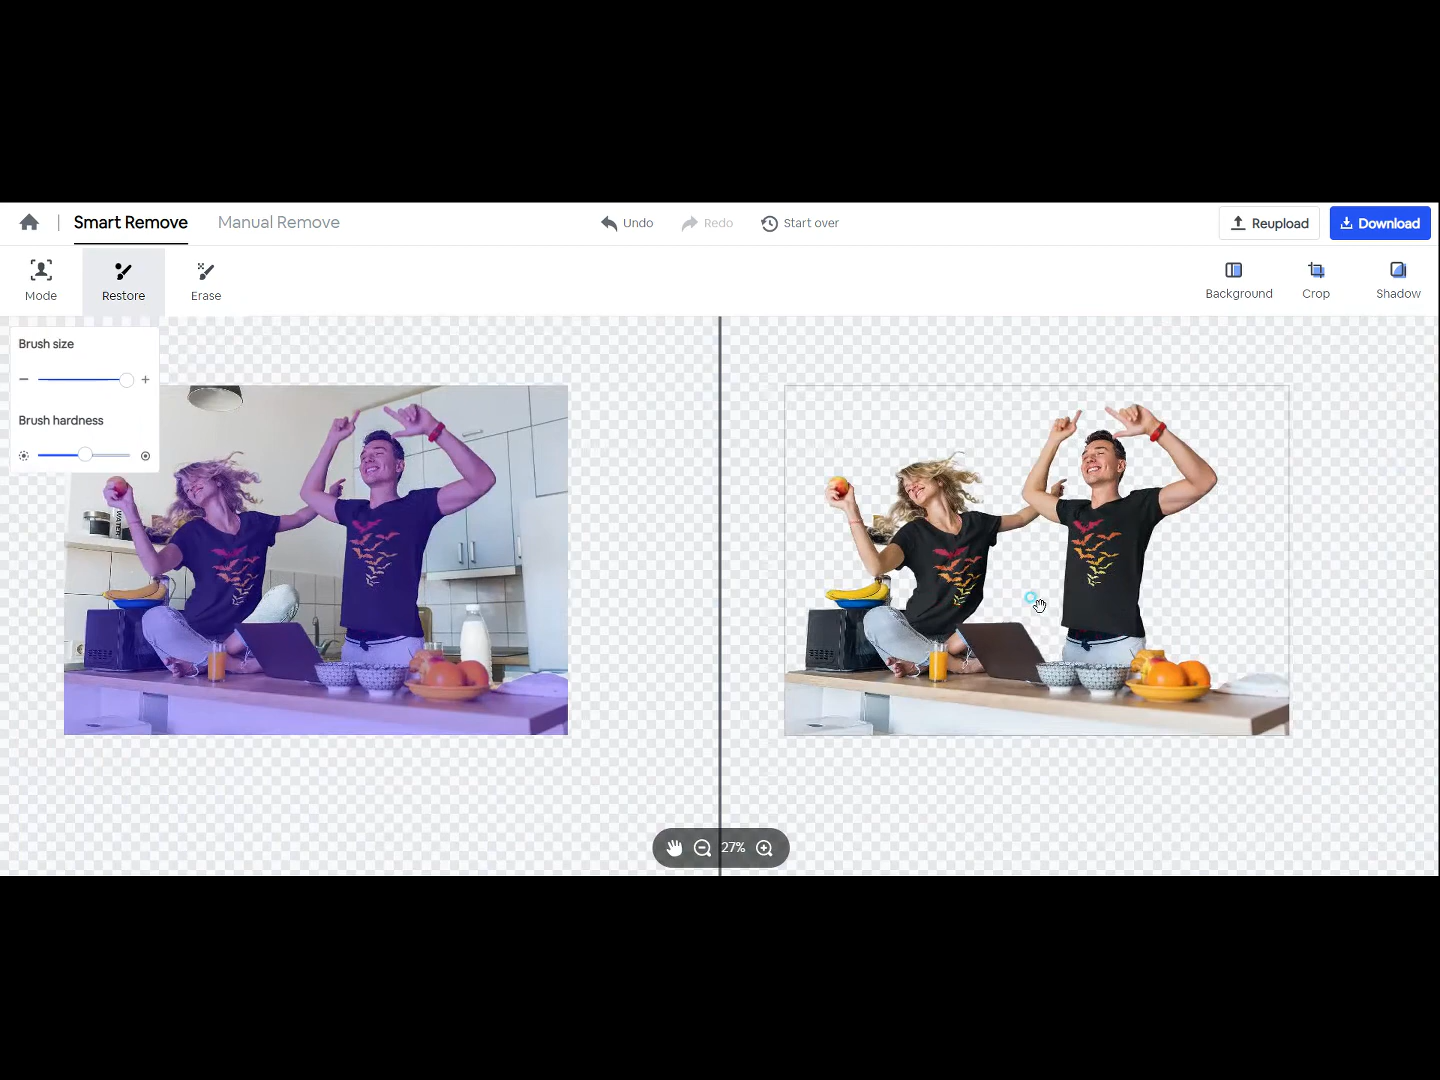 Smart Remove
Manual Remove
Undo
Redo
Start over
Reupload
Download
Mode
Restore
Erase
Background
Crop
Shadow
Brush size
Brush hardness
WATER
27%